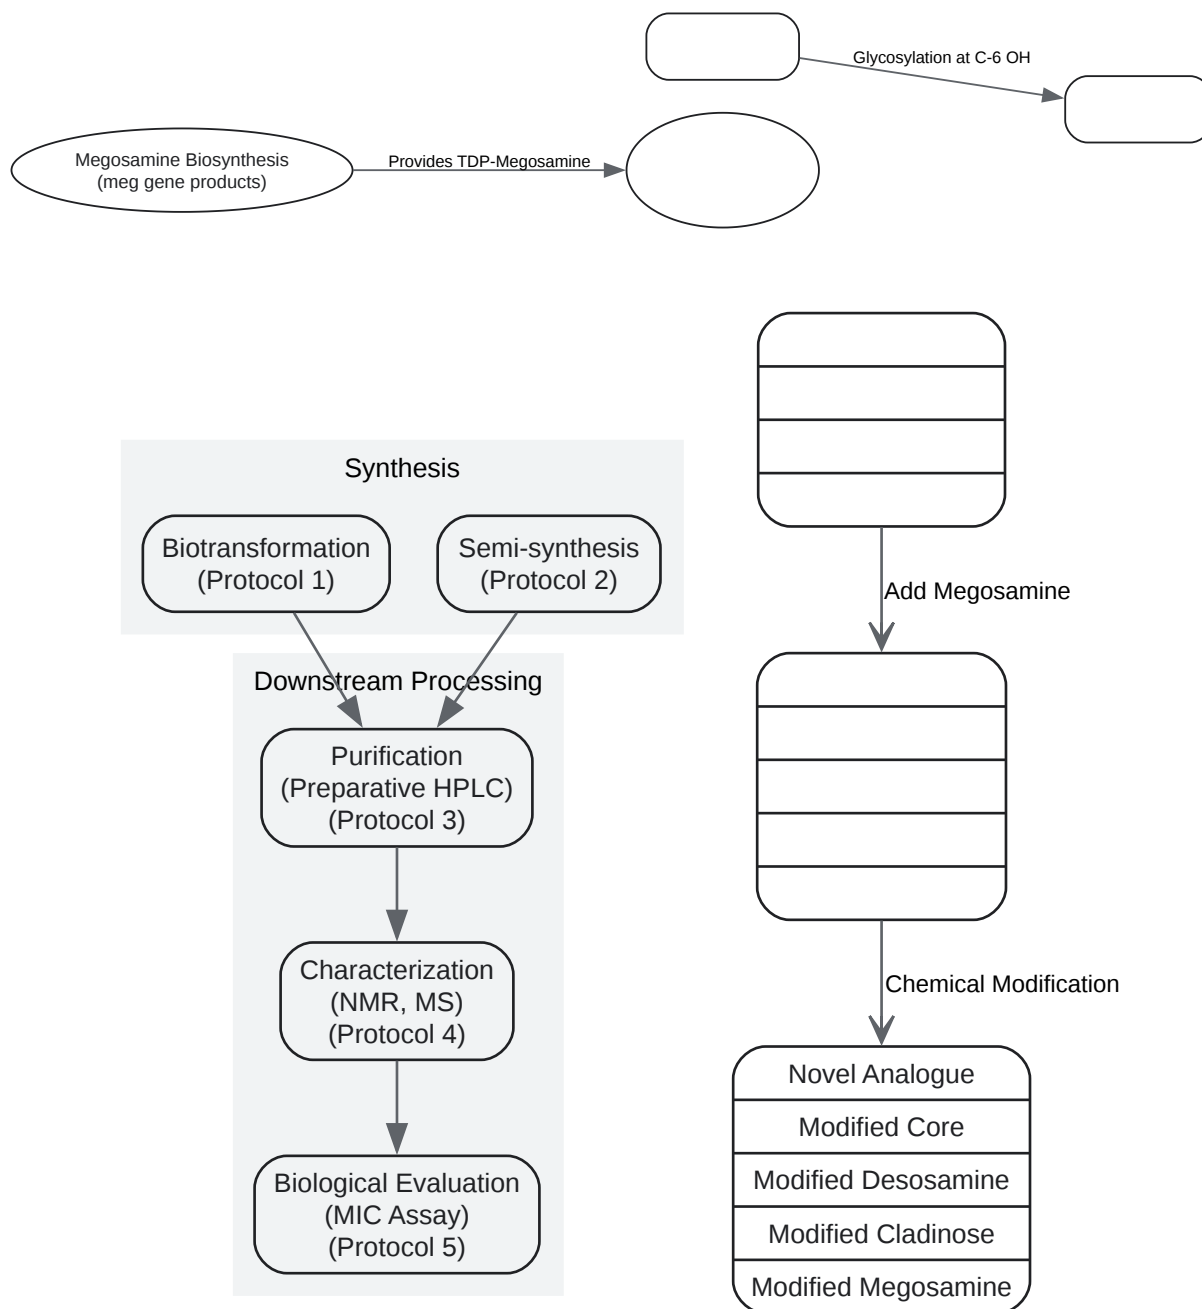 Glycosylation at C-6 OH
Megosamine Biosynthesis
(meg gene products)
Provides TDP-Megosamine
Synthesis
Biotransformation
(Protocol 1)
Semi-synthesis
(Protocol 2)
Downstream Processing
Purification
(Preparative HPLC)
(Protocol 3)
Characterization
(NMR, MS)
(Protocol 4)
Biological Evaluation
(MIC Assay)
(Protocol 5)
Add Megosamine
Chemical Modification
Novel Analogue
Modified Core
Modified Desosamine
Modified Cladinose
Modified Megosamine